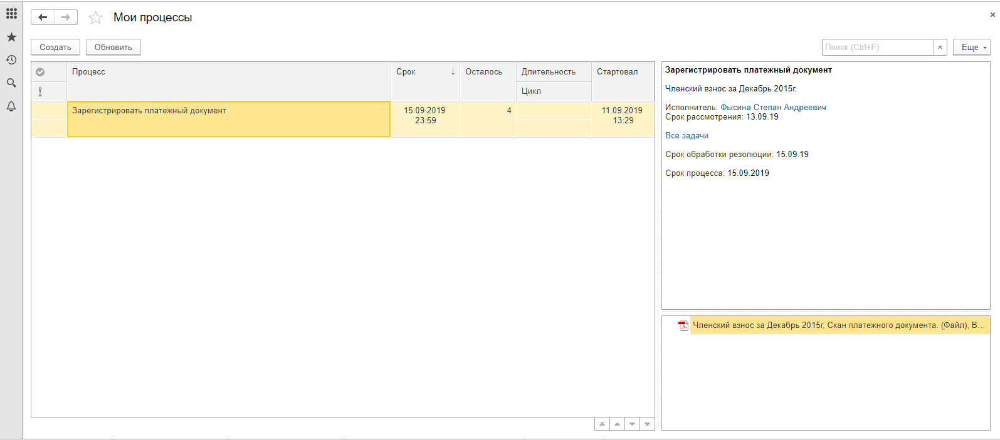 Мои процессы
Создать
Обновить
Поиск (Ctrl+F)
Еще
Процесс
Срок
Осталось
Длительность
Стартовал
Цикл
Зарегистрировать платежный документ
15.09.2019
23:59
4
11.09.2019
13:29
Зарегистрировать платежный документ
Членский взнос за Декабрь 2015г.
Исполнитель: Фысина Степан Андреевич
Срок рассмотрения: 13.09.19
Все задачи
Срок обработки резолюции: 15.09.19
Срок процесса: 15.09.2019
Членский взнос за Декабрь 2015г, Скан платежного документа. (Файл), В...